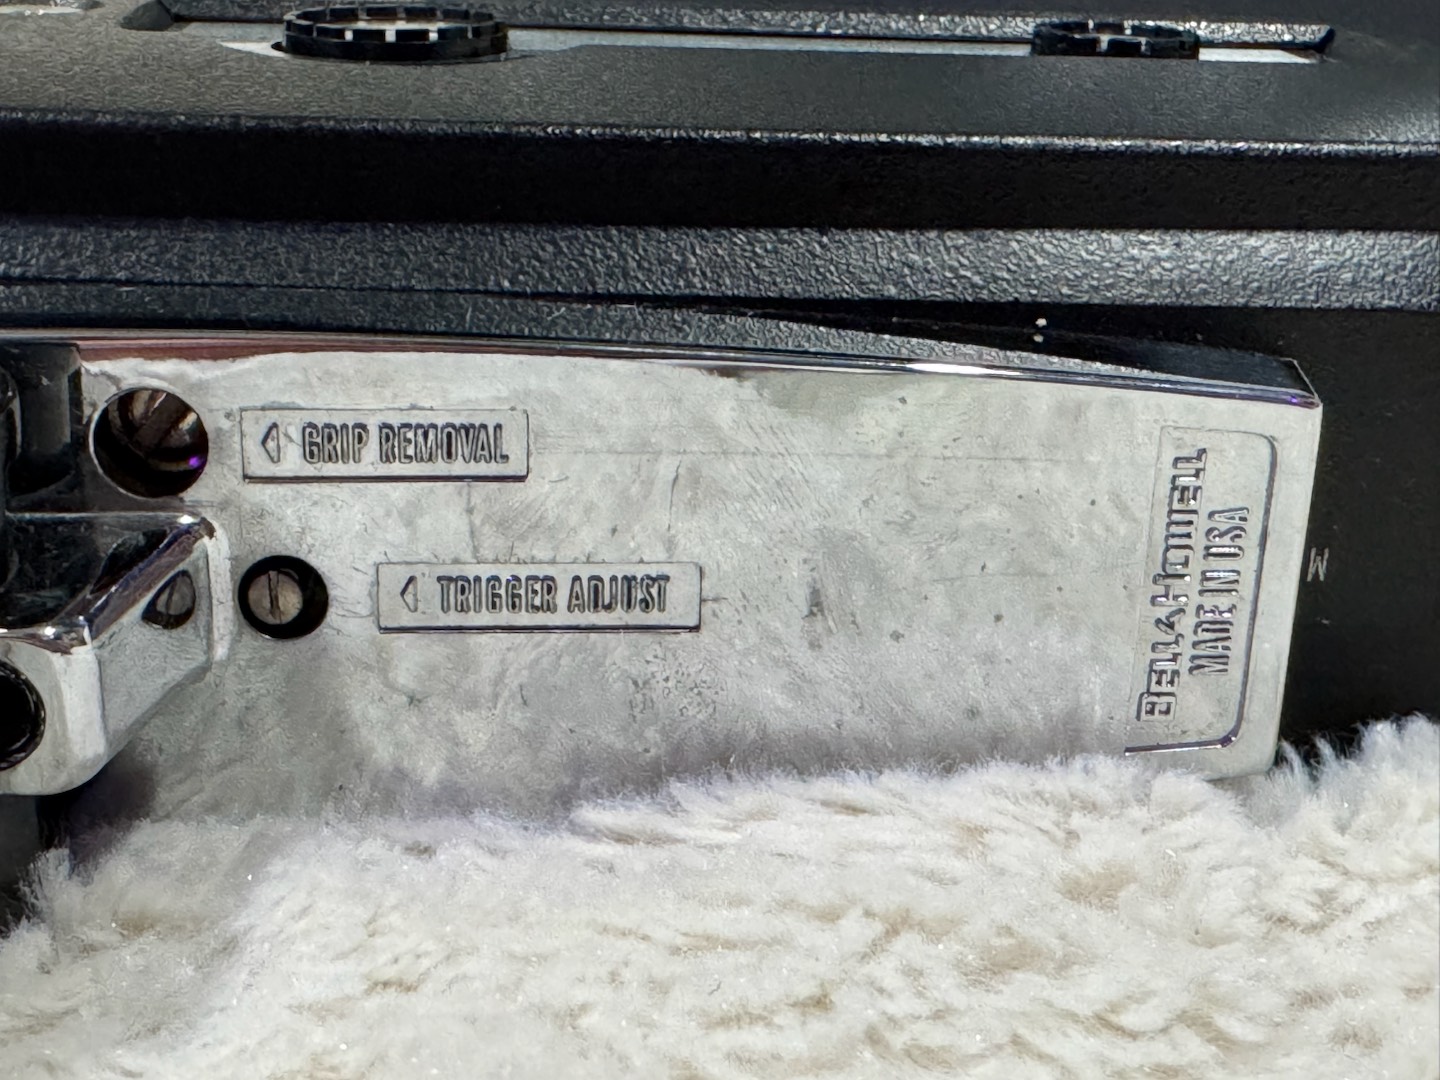 GRIP REMOVAL
TRIGGER ADJUST
BELL & HOWELL
MADE IN USA
M